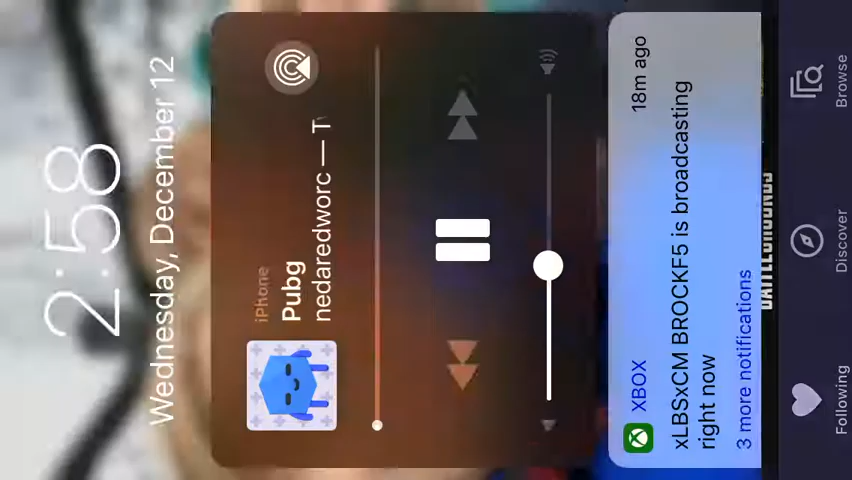 2:58
Wednesday, December 12
iPhone
Pubg
nedaredworc — T
XBOX
18m ago
xLBSxCM BROCKF5 is broadcasting
right now
3 more notifications
BATTLEGROUNDS
Following
Discover
Browse